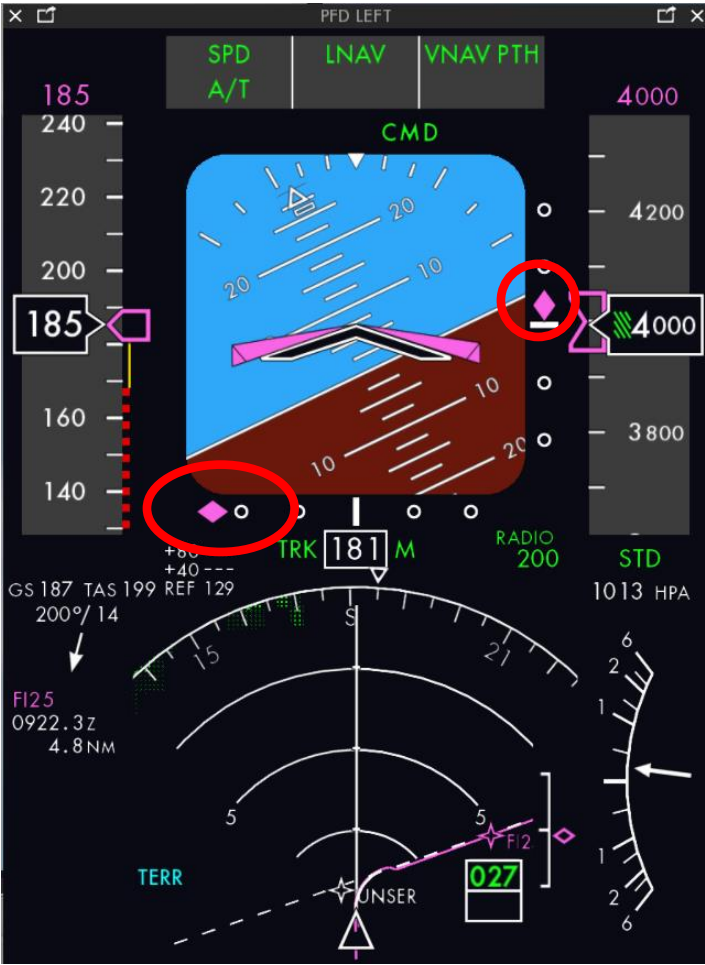 PFD LEFT
SPD LNAV VNAV PTH
A/T
185 4000
CMD
240
220
200
185
160
140
4200
4000
3800
20
20 10
10
10 20
+80
+40 ---
REF 129
TRK 181 M
RADIO
200
STD
1013 HPA
GS 187 TAS 199
200°/ 14
FI25
0922.3Z
4.8NM
15 S 21
5 5
FI2
027
UNSER
TERR
6
2
1
1
2
6